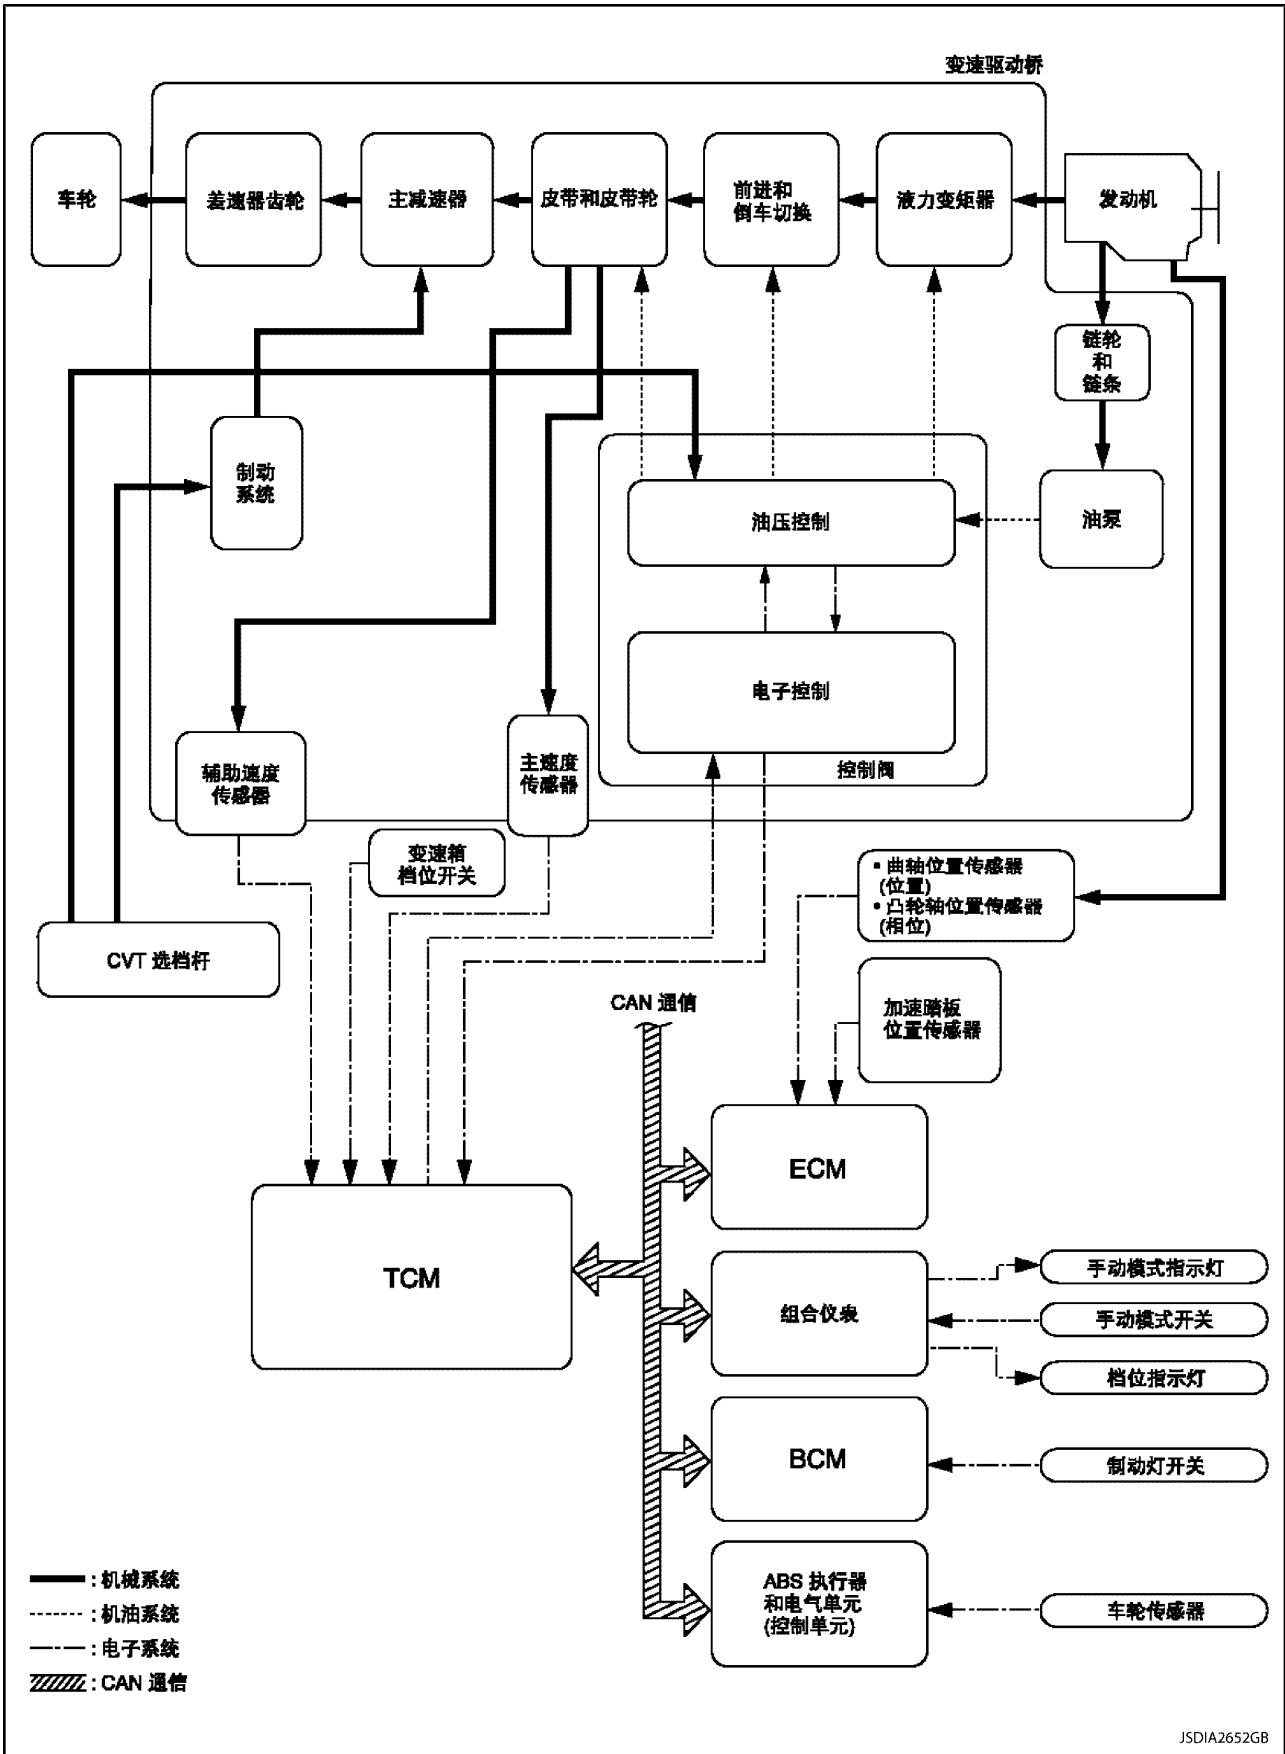 变速驱动桥
车轮
差速器齿轮
主减速器
皮带和皮带轮
前进和
倒车切换
液力变矩器
发动机
链轮
和
链条
制动
系统
油压控制
油泵
电子控制
控制阀
辅助速度
传感器
主速度
传感器
变速箱
档位开关
• 曲轴位置传感器
(位置)
• 凸轮轴位置传感器
(相位)
CVT 选档杆
CAN 通信
加速踏板
位置传感器
ECM
TCM
组合仪表
手动模式指示灯
手动模式开关
档位指示灯
BCM
制动灯开关
ABS 执行器
和电气单元
(控制单元)
车轮传感器
: 机械系统
: 机油系统
: 电子系统
: CAN 通信
JSDIA2652GB